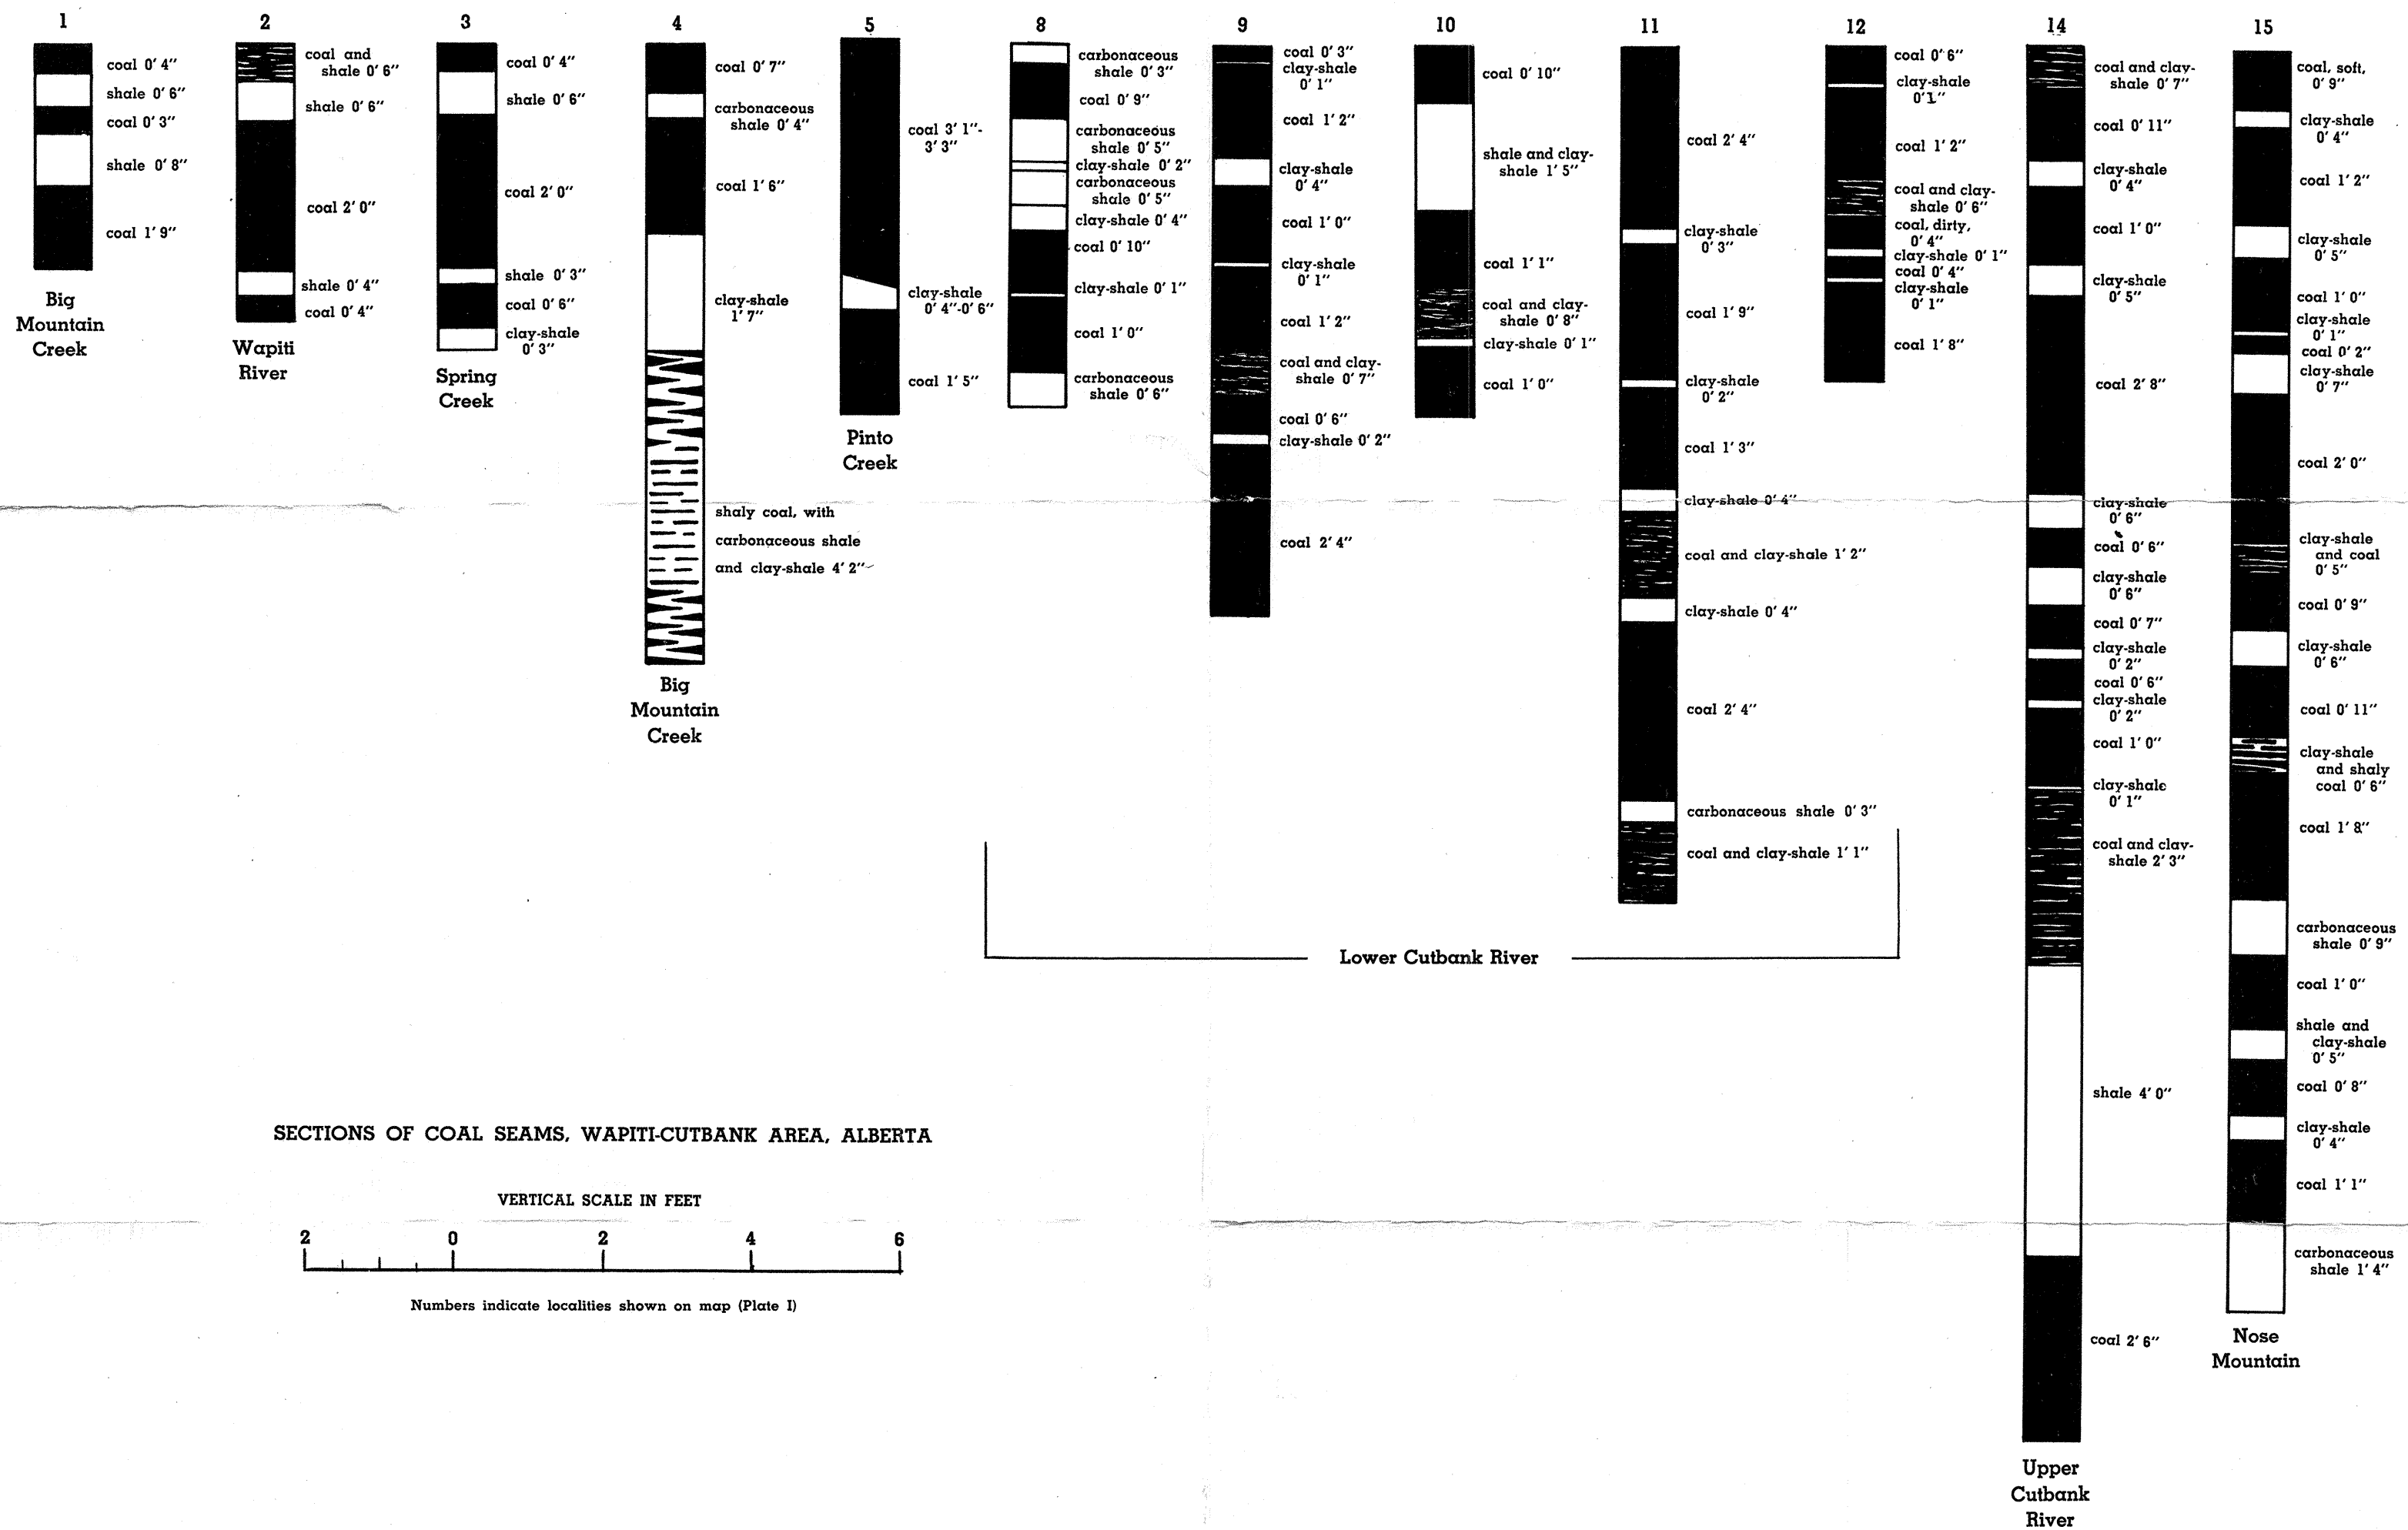 1
coal 0' 4"
shale 0' 6"
coal 0' 3"
shale 0' 8"
coal 1' 9"
Big
Mountain
Creek
2
coal and
shale 0' 6"
shale 0' 6"
coal 2' 0"
shale 0' 4"
coal 0' 4"
Wapiti
River
3
coal 0' 4"
shale 0' 6"
coal 2' 0"
shale 0' 3"
coal 0' 6"
clay-shale
0' 3"
Spring
Creek
4
coal 0' 7"
carbonaceous
shale 0' 4"
coal 1' 6"
clay-shale
1' 7"
shaly coal, with
carbonaceous shale
and clay-shale 4' 2"
Big
Mountain
Creek
5
coal 3' 1"-
3' 3"
clay-shale
0' 4"-0' 6"
coal 1' 5"
Pinto
Creek
8
carbonaceous
shale 0' 3"
coal 0' 9"
carbonaceous
shale 0' 5"
clay-shale 0' 2"
carbonaceous
shale 0' 5"
clay-shale 0' 4"
coal 0' 10"
clay-shale 0' 1"
coal 1' 0"
carbonaceous
shale 0' 6"
9
coal 0' 3"
clay-shale
0' 1"
coal 1' 2"
clay-shale
0' 4"
coal 1' 0"
clay-shale
0' 1"
coal 1' 2"
coal and clay-
shale 0' 7"
coal 0' 6"
clay-shale 0' 2"
coal 2' 4"
10
coal 0' 10"
shale and clay-
shale 1' 5"
coal 1' 1"
coal and clay-
shale 0' 8"
clay-shale 0' 1"
coal 1' 0"
11
coal 2' 4"
clay-shale
0' 3"
coal 1' 9"
clay-shale
0' 2"
coal 1' 3"
clay-shale 0' 4"
coal and clay-shale 1' 2"
clay-shale 0' 4"
coal 2' 4"
carbonaceous shale 0' 3"
coal and clay-shale 1' 1"
12
coal 0' 6"
clay-shale
0' 1"
coal 1' 2"
coal and clay-
shale 0' 6"
coal, dirty,
0' 4"
clay-shale 0' 1"
coal 0' 4"
clay-shale
0' 1"
coal 1' 8"
Lower Cutbank River
14
coal and clay-
shale 0' 7"
coal 0' 11"
clay-shale
0' 4"
coal 1' 0"
clay-shale
0' 5"
coal 2' 8"
clay-shale
0' 6"
coal 0' 6"
clay-shale
0' 6"
coal 0' 7"
clay-shale
0' 2"
coal 0' 6"
clay-shale
0' 2"
coal 1' 0"
clay-shale
0' 1"
coal and clay-
shale 2' 3"
shale 4' 0"
coal 2' 6"
Upper
Cutbank
River
15
coal, soft,
0' 9"
clay-shale
0' 4"
coal 1' 2"
clay-shale
0' 5"
coal 1' 0"
clay-shale
0' 1"
coal 0' 2"
clay-shale
0' 7"
coal 2' 0"
clay-shale
and coal
0' 5"
coal 0' 9"
clay-shale
0' 6"
coal 0' 11"
clay-shale
and shaly
coal 0' 6"
coal 1' 8"
carbonaceous
shale 0' 9"
coal 1' 0"
shale and
clay-shale
0' 5"
coal 0' 8"
clay-shale
0' 4"
coal 1' 1"
carbonaceous
shale 1' 4"
Nose
Mountain
SECTIONS OF COAL SEAMS, WAPITI-CUTBANK AREA, ALBERTA
VERTICAL SCALE IN FEET
2 0 2 4 6
Numbers indicate localities shown on map (Plate I)